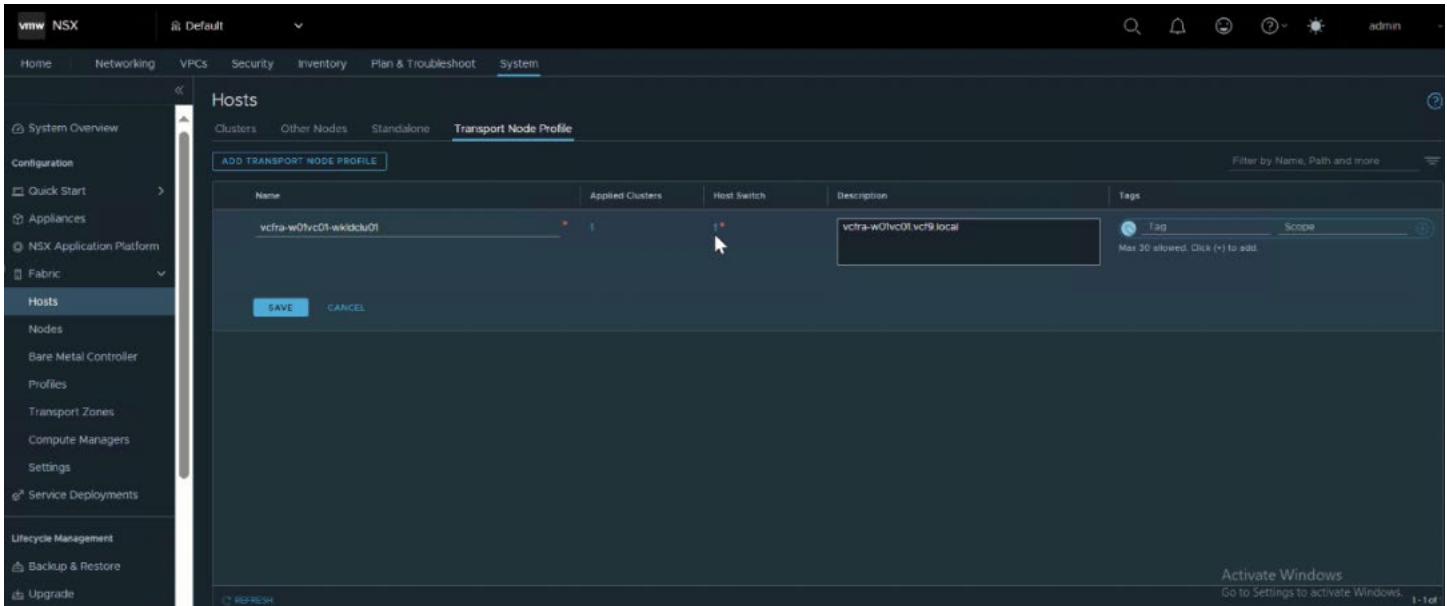 vmw NSX Default admin
Home Networking VPCs Security Inventory Plan & Troubleshoot System
Hosts
System Overview
Clusters Other Nodes Standalone Transport Node Profile
Configuration
ADD TRANSPORT NODE PROFILE
Filter by Name, Path and more
Quick Start
Name Applied Clusters Host Switch Description Tags
Appliances
vcfra-w01vc01-wkldclu01 * 1 1 * vcfra-w01vc01.vcf9.local Tag Scope
NSX Application Platform
Max 30 allowed. Click (+) to add.
Fabric
Hosts
SAVE CANCEL
Nodes
Bare Metal Controller
Profiles
Transport Zones
Compute Managers
Settings
Service Deployments
Lifecycle Management
Backup & Restore
Activate Windows
Upgrade
REFRESH
Go to Settings to activate Windows.
1 - 1 of